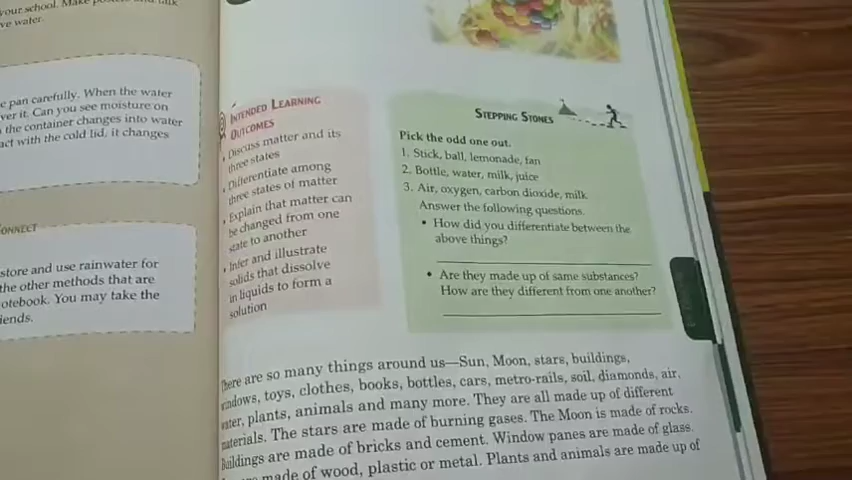 your school. Make
ve water.
e pan carefully. When the water
ver it. Can you see moisture on
the container changes into water
act with the cold lid, it changes
ONNECT
store and use rainwater for
the other methods that are
otebook. You may take the
iends.
INTENDED LEARNING
OUTCOMES
Discuss matter and its
three states
Differentiate among
three states of matter
Explain that matter can
be changed from one
state to another
Infer and illustrate
solids that dissolve
in liquids to form a
solution
STEPPING STONES
Pick the odd one out.
1. Stick, ball, lemonade, fan
2. Bottle, water, milk, juice
3. Air, oxygen, carbon dioxide, milk
Answer the following questions.
• How did you differentiate between the
above things?
• Are they made up of same substances?
How are they different from one another?
There are so many things around us—Sun, Moon, stars, buildings,
windows, toys, clothes, books, bottles, cars, metro-rails, soil, diamonds, air,
water, plants, animals and many more. They are all made up of different
materials. The stars are made of burning gases. The Moon is made of rocks.
Buildings are made of bricks and cement. Window panes are made of glass.
made of wood, plastic or metal. Plants and animals are made up of